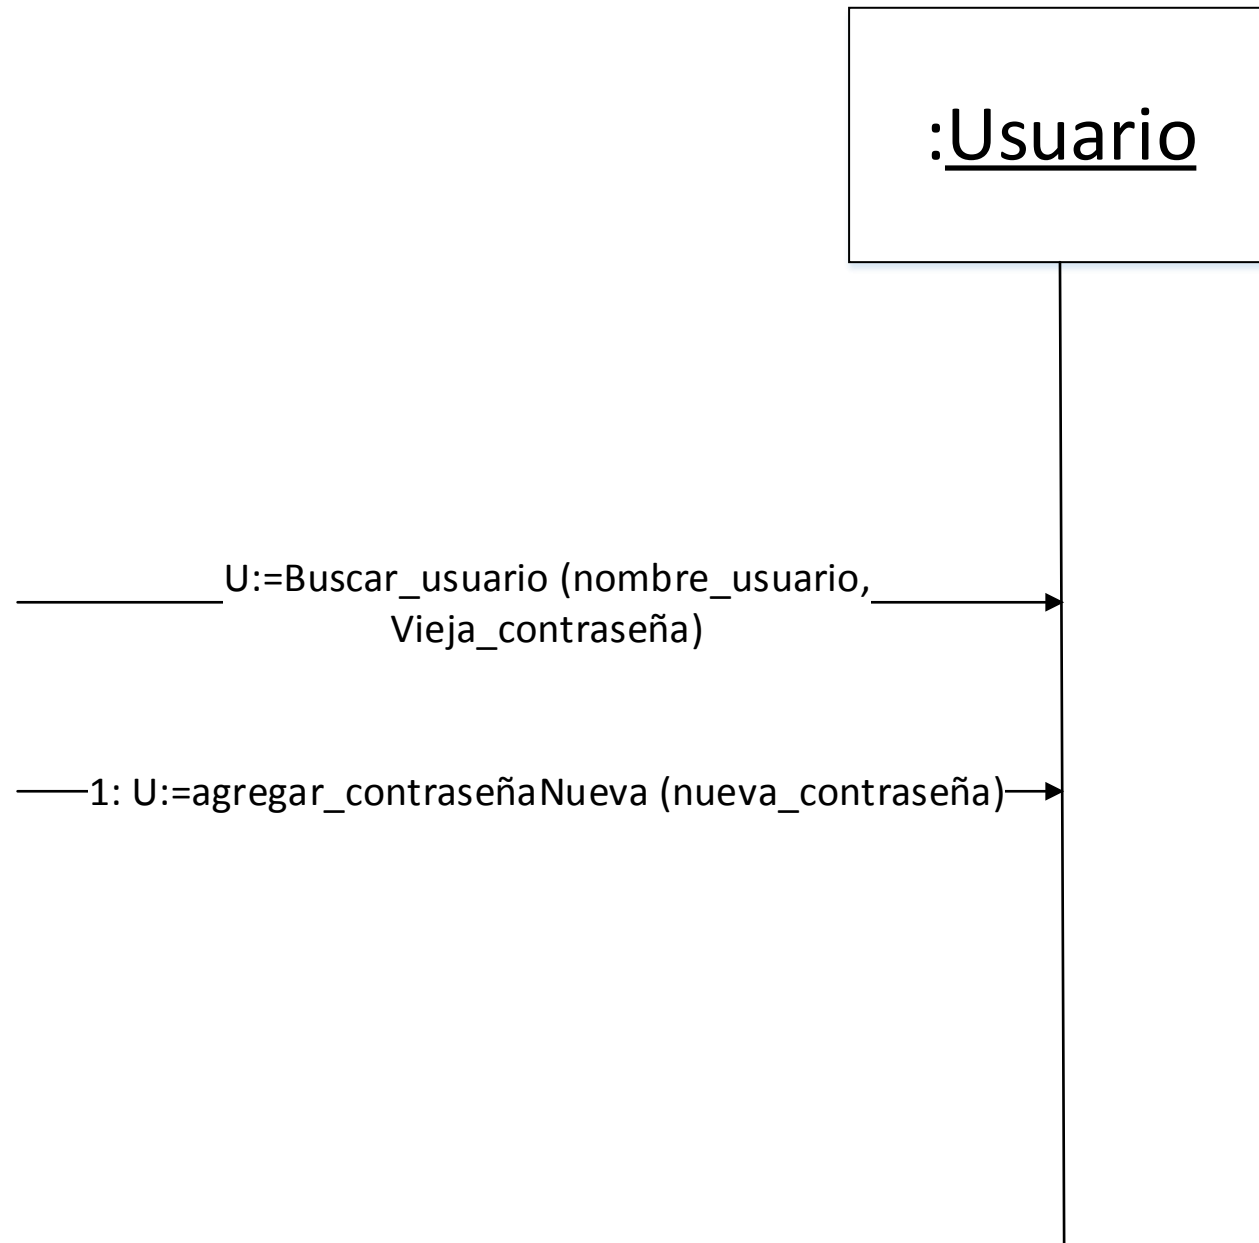 :Usuario
U:=Buscar_usuario (nombre_usuario,
Vieja_contraseña)
1: U:=agregar_contraseñaNueva (nueva_contraseña)